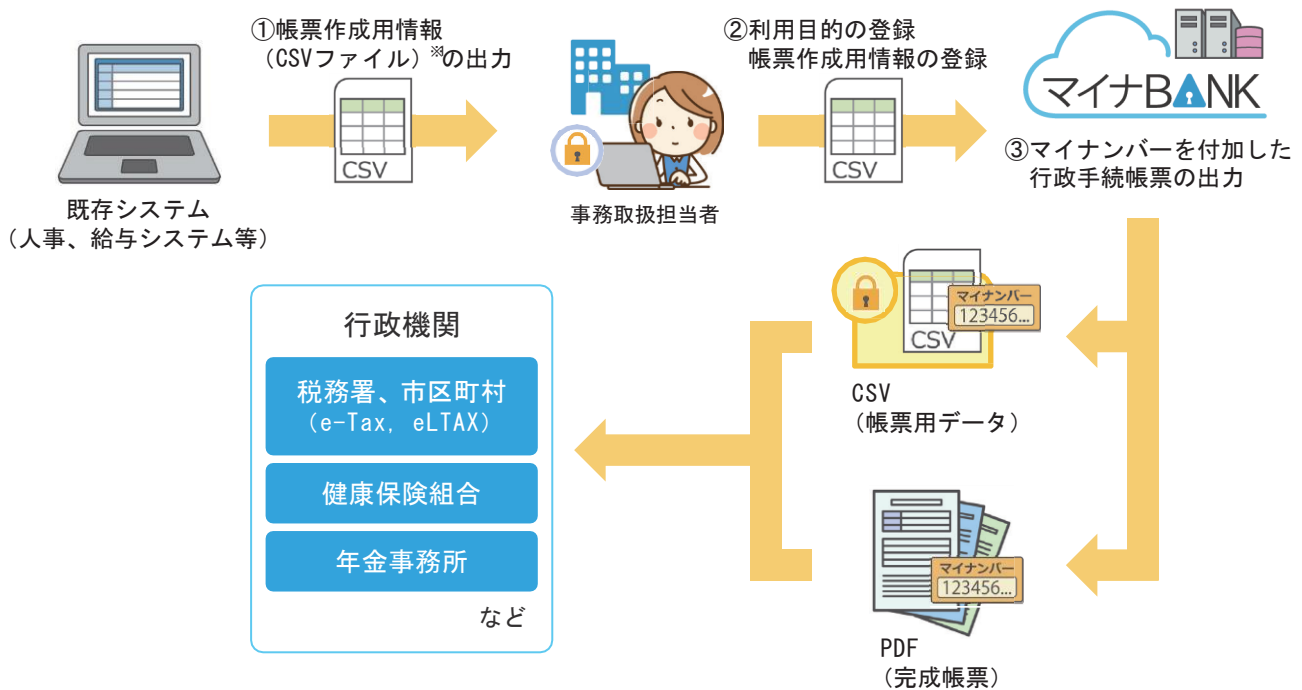 ①帳票作成用情報
（CSVファイル）※の出力
CSV
既存システム
（人事、給与システム等）
事務取扱担当者
②利用目的の登録
帳票作成用情報の登録
CSV
マイナBANK
③マイナンバーを付加した
行政手続帳票の出力
マイナンバー
123456...
CSV
CSV
（帳票用データ）
マイナンバー
123456...
PDF
（完成帳票）
行政機関
税務署、市区町村
（e-Tax, eLTAX）
健康保険組合
年金事務所
など